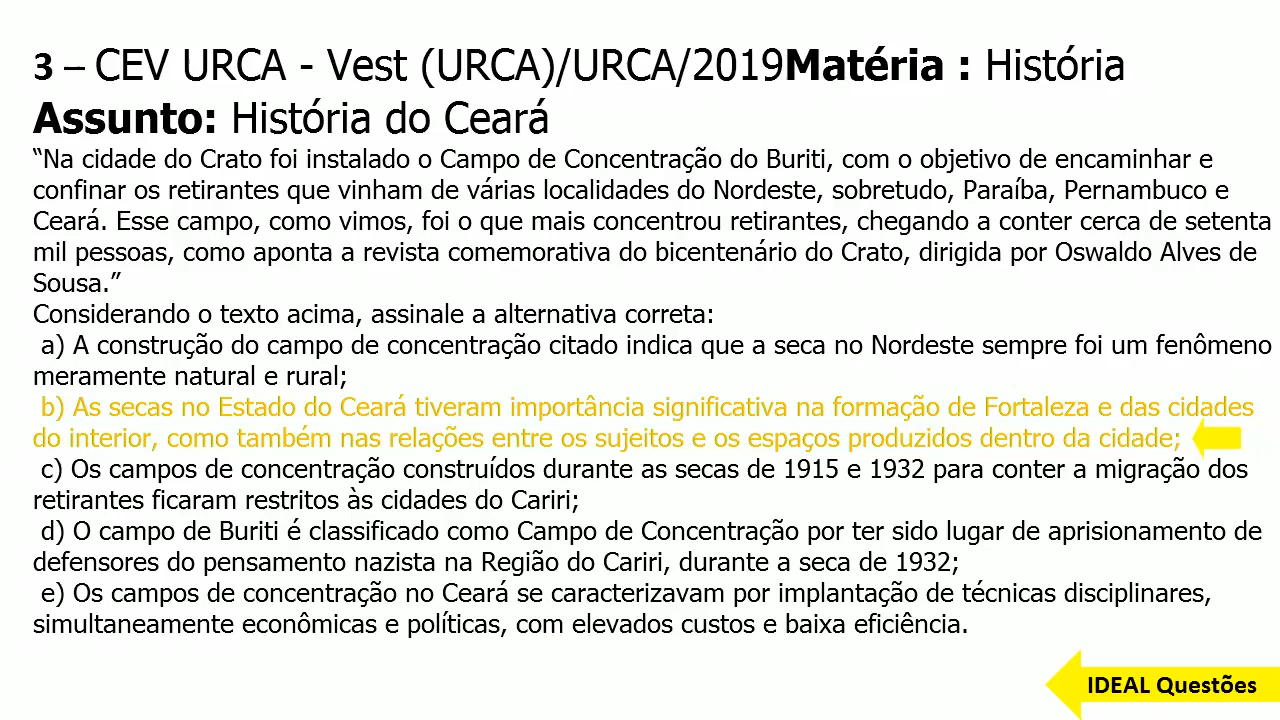 3 – CEV URCA - Vest (URCA)/URCA/2019Matéria : História
Assunto: História do Ceará
“Na cidade do Crato foi instalado o Campo de Concentração do Buriti, com o objetivo de encaminhar e
confinar os retirantes que vinham de várias localidades do Nordeste, sobretudo, Paraíba, Pernambuco e
Ceará. Esse campo, como vimos, foi o que mais concentrou retirantes, chegando a conter cerca de setenta
mil pessoas, como aponta a revista comemorativa do bicentenário do Crato, dirigida por Oswaldo Alves de
Sousa.”
Considerando o texto acima, assinale a alternativa correta:
a) A construção do campo de concentração citado indica que a seca no Nordeste sempre foi um fenômeno
meramente natural e rural;
b) As secas no Estado do Ceará tiveram importância significativa na formação de Fortaleza e das cidades
do interior, como também nas relações entre os sujeitos e os espaços produzidos dentro da cidade;
c) Os campos de concentração construídos durante as secas de 1915 e 1932 para conter a migração dos
retirantes ficaram restritos às cidades do Cariri;
d) O campo de Buriti é classificado como Campo de Concentração por ter sido lugar de aprisionamento de
defensores do pensamento nazista na Região do Cariri, durante a seca de 1932;
e) Os campos de concentração no Ceará se caracterizavam por implantação de técnicas disciplinares,
simultaneamente econômicas e políticas, com elevados custos e baixa eficiência.
IDEAL Questões